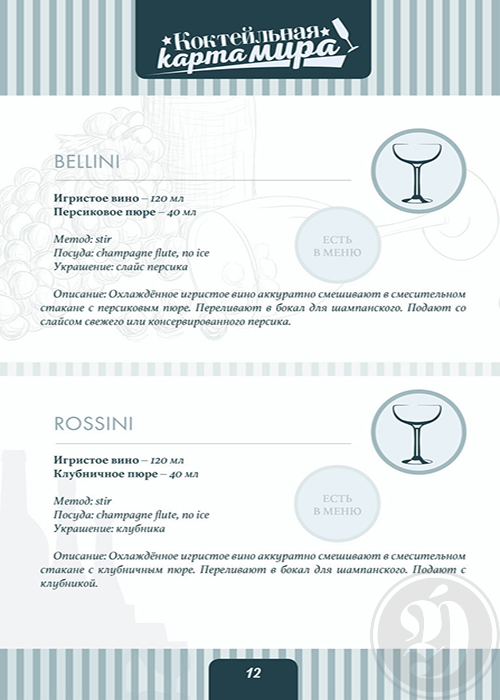 Коктейльная
карта мира
BELLINI
Игристое вино – 120 мл
Персиковое пюре – 40 мл
Метод: stir
Посуда: champagne flute, no ice
Украшение: слайс персика
ЕСТЬ
В МЕНЮ
Описание: Охлаждённое игристое вино аккуратно смешивают в смесительном
стакане с персиковым пюре. Переливают в бокал для шампанского. Подают со
слайсом свежего или консервированного персика.
ROSSINI
Игристое вино – 120 мл
Клубничное пюре – 40 мл
Метод: stir
Посуда: champagne flute, no ice
Украшение: клубника
ЕСТЬ
В МЕНЮ
Описание: Охлаждённое игристое вино аккуратно смешивают в смесительном
стакане с клубничным пюре. Переливают в бокал для шампанского. Подают с
клубникой.
12